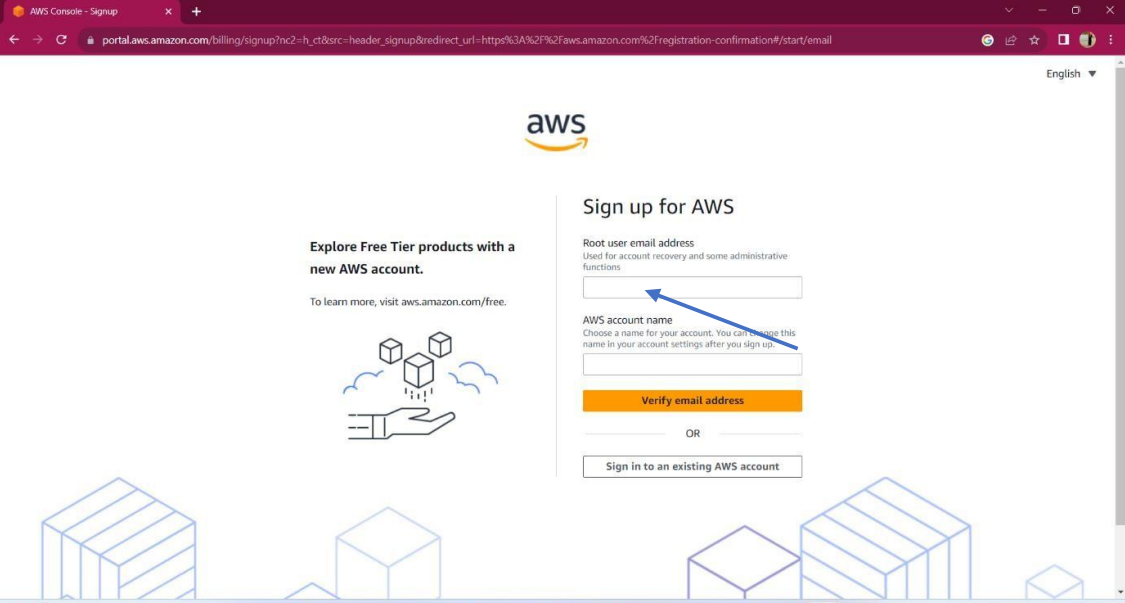 AWS Console - Signup
portal.aws.amazon.com/billing/signup?nc2=h_ct&src=header_signup&redirect_url=https%3A%2F%2Faws.amazon.com%2Fregistration-confirmation#/start/email
English
aws
Explore Free Tier products with a
new AWS account.
To learn more, visit aws.amazon.com/free.
Sign up for AWS
Root user email address
Used for account recovery and some administrative
functions
AWS account name
Choose a name for your account. You can change this
name in your account settings after you sign up.
Verify email address
OR
Sign in to an existing AWS account